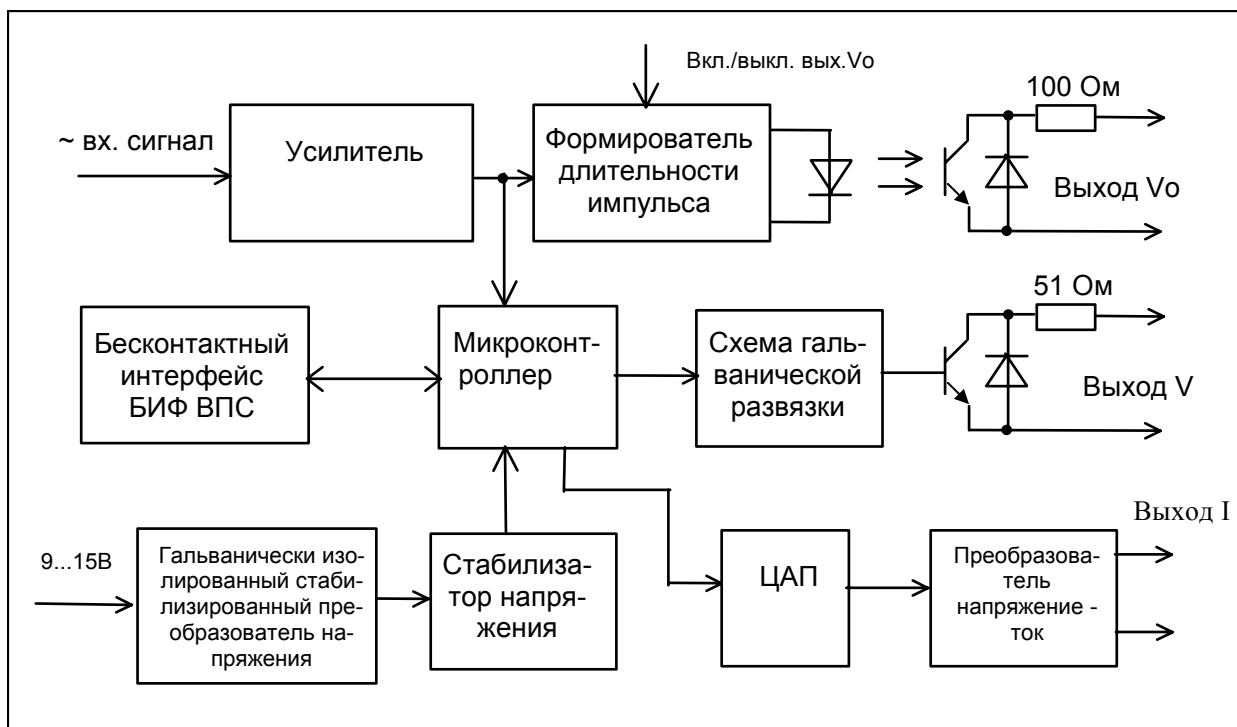 Вкл./выкл. вых.Vo
100 Ом
~ вх. сигнал
Усилитель
Формирователь
длительности
импульса
Выход Vo
51 Ом
Бесконтактный
интерфейс
БИФ ВПС
Микроконт-
роллер
Схема галь-
ванической
развязки
Выход V
Выход I
9...15В
Гальванически изо-
лированный стаби-
лизированный пре-
образователь на-
пряжения
Стабилиза-
тор напря-
жения
ЦАП
Преобразова-
тель
напряжение -
ток